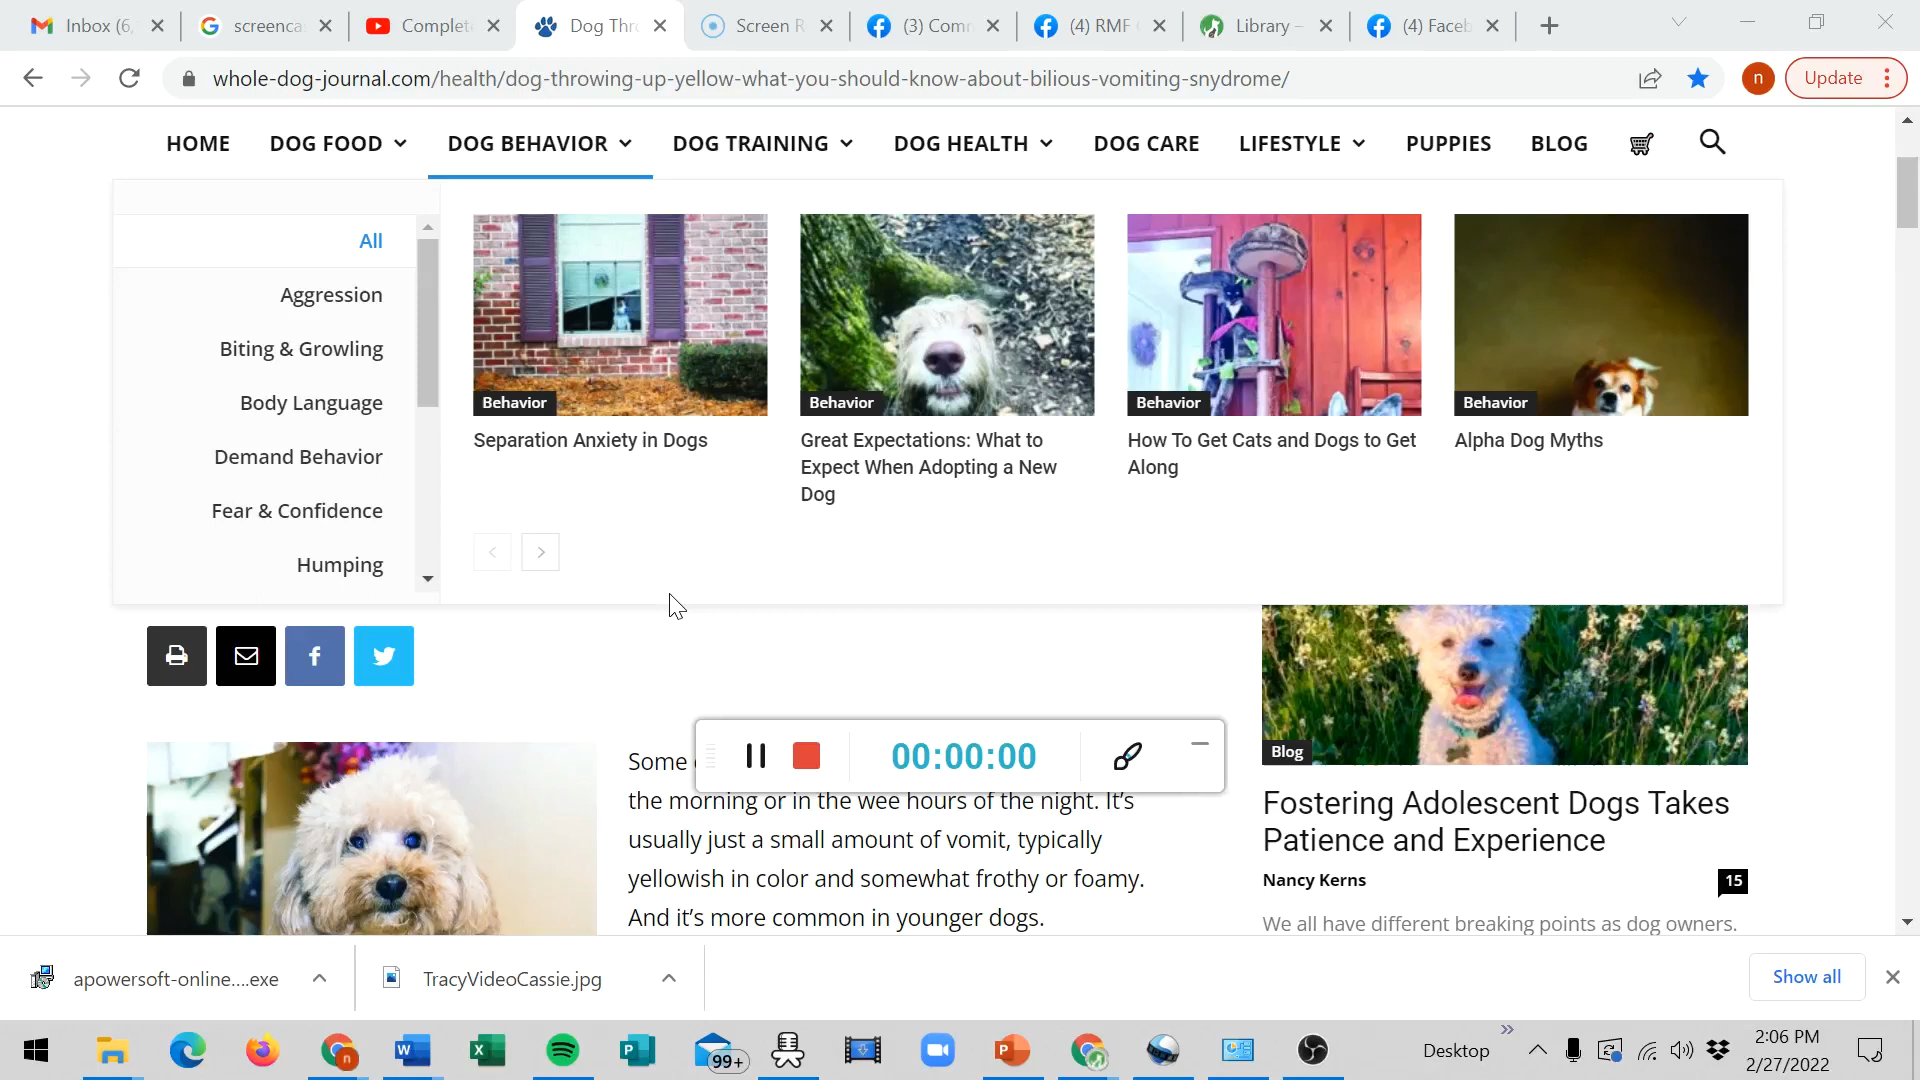 Inbox (6,
screenca
Complet
Dog Thr
Screen R
(3) Com
(4) RMF
Library –
(4) Faceb
whole-dog-journal.com/health/dog-throwing-up-yellow-what-you-should-know-about-bilious-vomiting-snydrome/
n
Update
HOME
DOG FOOD
DOG BEHAVIOR
DOG TRAINING
DOG HEALTH
DOG CARE
LIFESTYLE
PUPPIES
BLOG
All
Aggression
Biting & Growling
Body Language
Demand Behavior
Fear & Confidence
Humping
Behavior
Separation Anxiety in Dogs
Behavior
Great Expectations: What to
Expect When Adopting a New
Dog
Behavior
How To Get Cats and Dogs to Get
Along
Behavior
Alpha Dog Myths
Some
the morning or in the wee hours of the night. It's
usually just a small amount of vomit, typically
yellowish in color and somewhat frothy or foamy.
And it's more common in younger dogs.
00:00:00
Blog
Fostering Adolescent Dogs Takes
Patience and Experience
Nancy Kerns
15
We all have different breaking points as dog owners.
apowersoft-online....exe
TracyVideoCassie.jpg
Show all
99+
Desktop
2:06 PM
2/27/2022